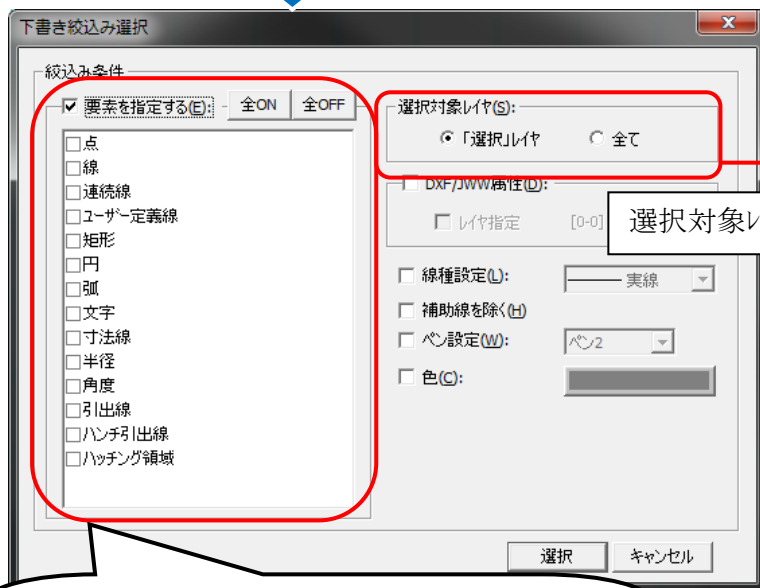 下書き絞込み選択
絞込み条件
要素を指定する(E):
全ON
全OFF
点
線
連続線
ユーザー定義線
矩形
円
弧
文字
寸法線
半径
角度
引出線
ハンチ引出線
ハッチング領域
選択対象レイヤ(S):
「選択」レイヤ
全て
DXF/JWW属性(D):
レイヤ指定
[0-0]
選択対象レ
線種設定(L):
実線
補助線を除く(H)
ペン設定(W):
ペン2
色(C):
選択
キャンセル